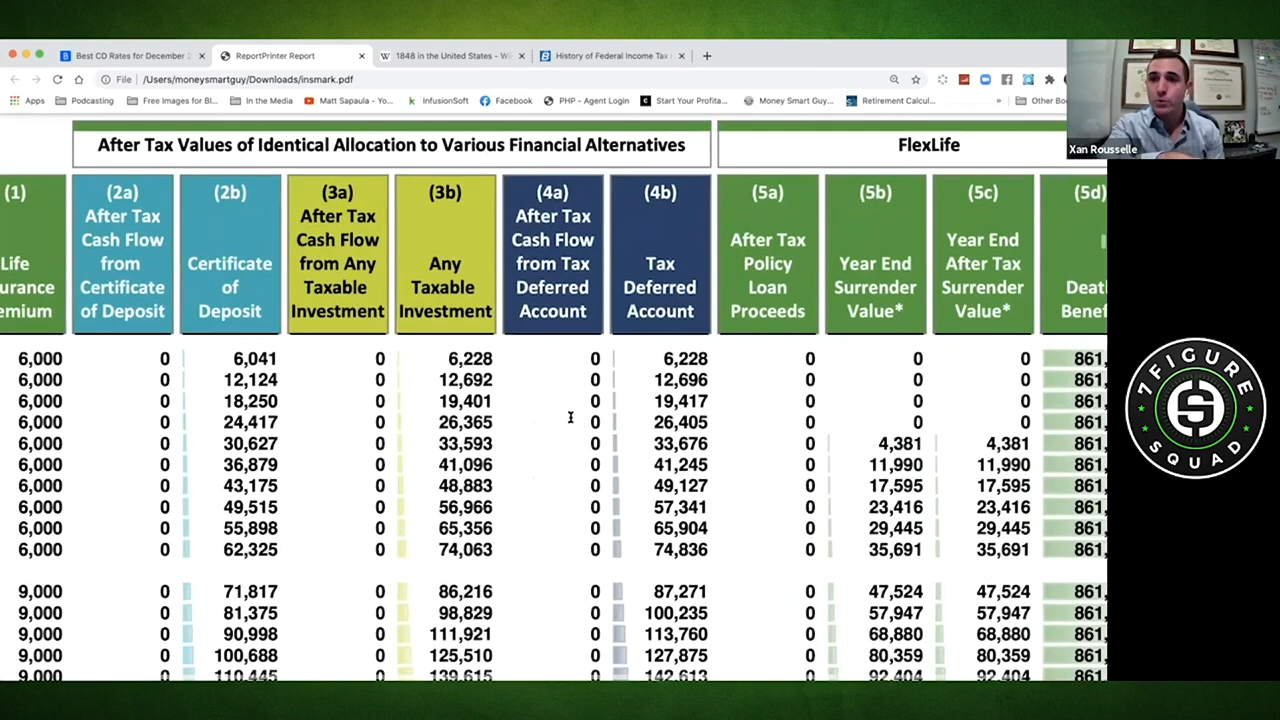 Best CD Rates for December 2
ReportPrinter Report
1848 in the United States - Wi
History of Federal Income Tax
File
/Users/moneysmartguy/Downloads/insmark.pdf
Apps
Podcasting
Free Images for Bl...
In the Media
Matt Sapaula - Yo...
InfusionSoft
Facebook
PHP - Agent Login
Start Your Profita...
Money Smart Guy...
Retirement Calcul...
»
Other Bo
Xan Rousselle
After Tax Values of Identical Allocation to Various Financial Alternatives
FlexLife
(1) (2a) (2b) (3a) (3b) (4a) (4b) (5a) (5b) (5c) (5d)
After Tax After Tax After Tax
Cash Flow Cash Flow Cash Flow After Tax Year End
Life from Certificate from Any Any from Tax Tax Policy Year End After Tax Deat
urance Certificate of Taxable Taxable Deferred Deferred Loan Surrender Surrender Benef
emium of Deposit Deposit Investment Investment Account Account Proceeds Value* Value*
6,000 0 6,041 0 6,228 0 6,228 0 0 0 861,
6,000 0 12,124 0 12,692 0 12,696 0 0 0 861,
6,000 0 18,250 0 19,401 0 19,417 0 0 0 861,
6,000 0 24,417 0 26,365 0 26,405 0 0 0 861,
6,000 0 30,627 0 33,593 0 33,676 0 4,381 4,381 861,
6,000 0 36,879 0 41,096 0 41,245 0 11,990 11,990 861,
6,000 0 43,175 0 48,883 0 49,127 0 17,595 17,595 861,
6,000 0 49,515 0 56,966 0 57,341 0 23,416 23,416 861,
6,000 0 55,898 0 65,356 0 65,904 0 29,445 29,445 861,
6,000 0 62,325 0 74,063 0 74,836 0 35,691 35,691 861,
9,000 0 71,817 0 86,216 0 87,271 0 47,524 47,524 861,
9,000 0 81,375 0 98,829 0 100,235 0 57,947 57,947 861,
9,000 0 90,998 0 111,921 0 113,760 0 68,880 68,880 861,
9,000 0 100,688 0 125,510 0 127,875 0 80,359 80,359 861,
9,000 0 110,445 0 139,615 0 142,613 0 92,404 92,404 861,
7FIGURE
SQUAD